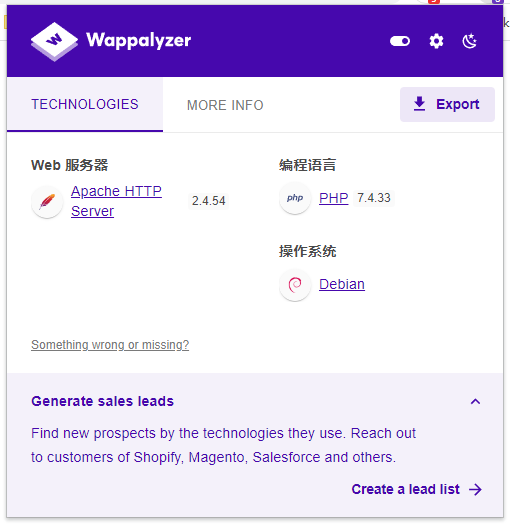 Wappalyzer
TECHNOLOGIES
MORE INFO
Export
Web 服务器
Apache HTTP
Server
2.4.54
编程语言
php
PHP
7.4.33
操作系统
Debian
Something wrong or missing?
Generate sales leads
Find new prospects by the technologies they use. Reach out
to customers of Shopify, Magento, Salesforce and others.
Create a lead list